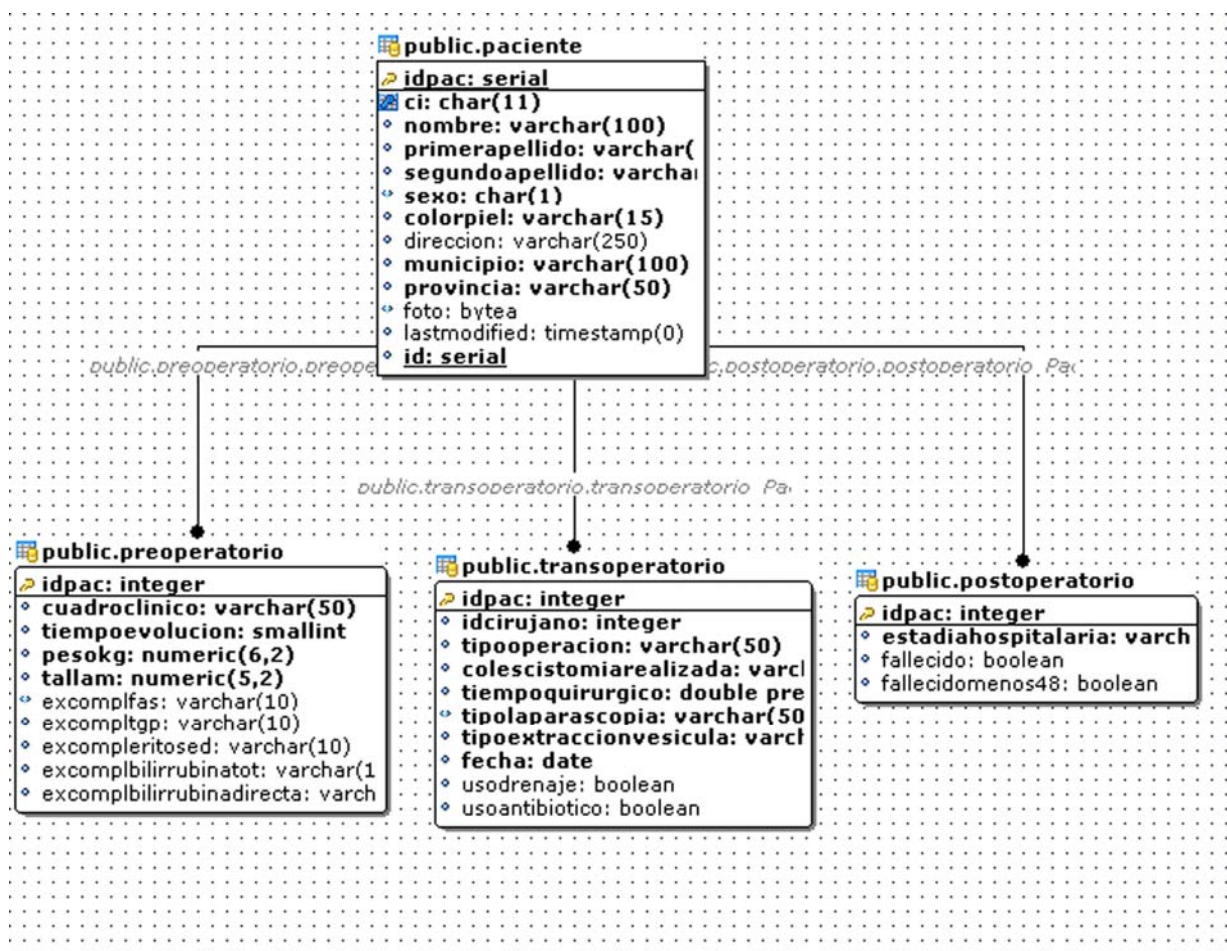 public.paciente
idpac: serial
ci: char(11)
nombre: varchar(100)
primerapellido: varchar(
segundoapellido: varchar
sexo: char(1)
colorpiel: varchar(15)
direccion: varchar(250)
municipio: varchar(100)
provincia: varchar(50)
foto: bytea
lastmodified: timestamp(0)
id: serial
public.preoperatorio.preope
c.postoperatorio.postoperatorio_Pac
public.transoperatorio.transoperatorio_Pa
public.preoperatorio
idpac: integer
cuadroclinico: varchar(50)
tiempoevolucion: smallint
pesokg: numeric(6,2)
tallam: numeric(5,2)
excomplfas: varchar(10)
excompltgp: varchar(10)
excompleritosed: varchar(10)
excomplbilirrubinatot: varchar(1
excomplbilirrubinadirecta: varch
public.transoperatorio
idpac: integer
idcirujano: integer
tipooperacion: varchar(50)
colescistomiarealizada: varcl
tiempoquirurgico: double pre
tipolaparascopia: varchar(50
tipoextraccionvesicula: varch
fecha: date
usodrenaje: boolean
usoantibiotico: boolean
public.postoperatorio
idpac: integer
estadiahospitalaria: varch
fallecido: boolean
fallecidomenos48: boolean